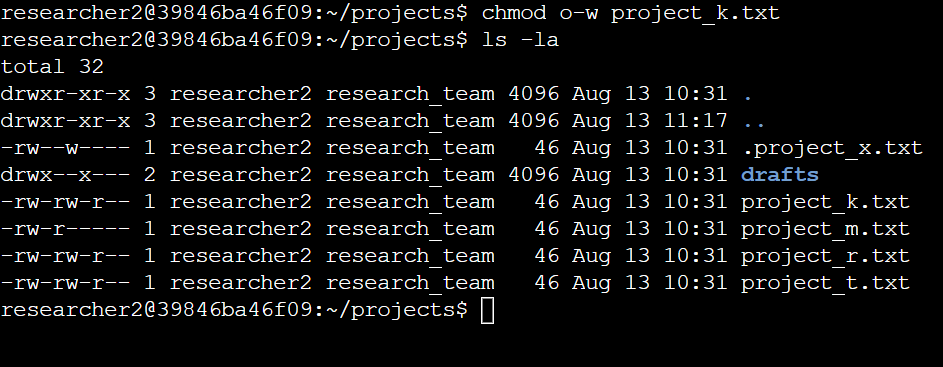 researcher2@39846ba46f09:~/projects$ chmod o-w project_k.txt
researcher2@39846ba46f09:~/projects$ ls -la
total 32
drwxr-xr-x 3 researcher2 research_team 4096 Aug 13 10:31 .
drwxr-xr-x 3 researcher2 research_team 4096 Aug 13 11:17 ..
-rw--w---- 1 researcher2 research_team   46 Aug 13 10:31 .project_x.txt
drwx--x--- 2 researcher2 research_team 4096 Aug 13 10:31 drafts
-rw-rw-r-- 1 researcher2 research_team   46 Aug 13 10:31 project_k.txt
-rw-r----- 1 researcher2 research_team   46 Aug 13 10:31 project_m.txt
-rw-rw-r-- 1 researcher2 research_team   46 Aug 13 10:31 project_r.txt
-rw-rw-r-- 1 researcher2 research_team   46 Aug 13 10:31 project_t.txt
researcher2@39846ba46f09:~/projects$